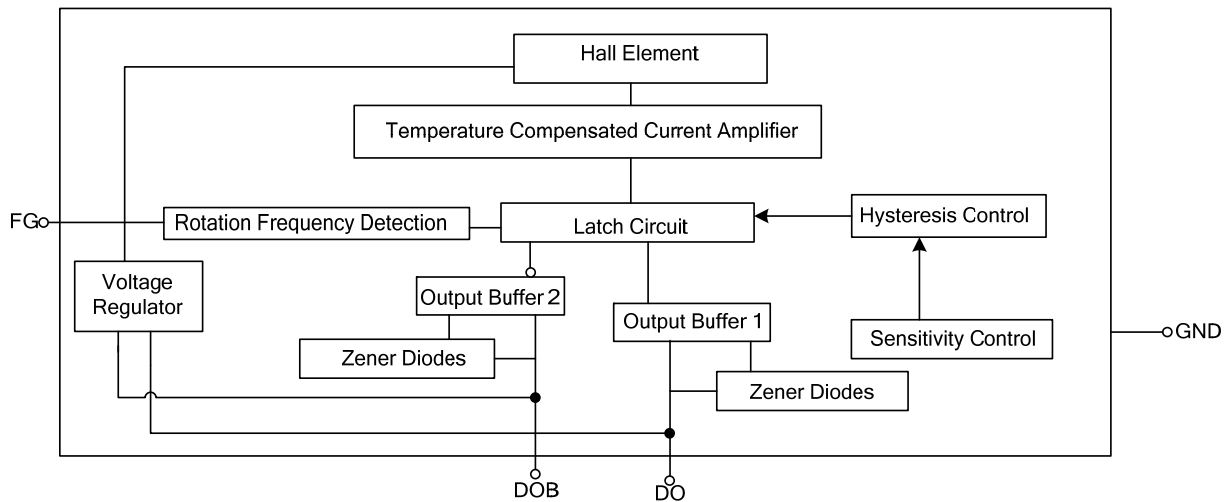 Hall Element
Temperature Compensated Current Amplifier
FG
Rotation Frequency Detection
Latch Circuit
Hysteresis Control
Voltage
Regulator
Output Buffer 2
Output Buffer 1
Sensitivity Control
GND
Zener Diodes
Zener Diodes
DOB
DO